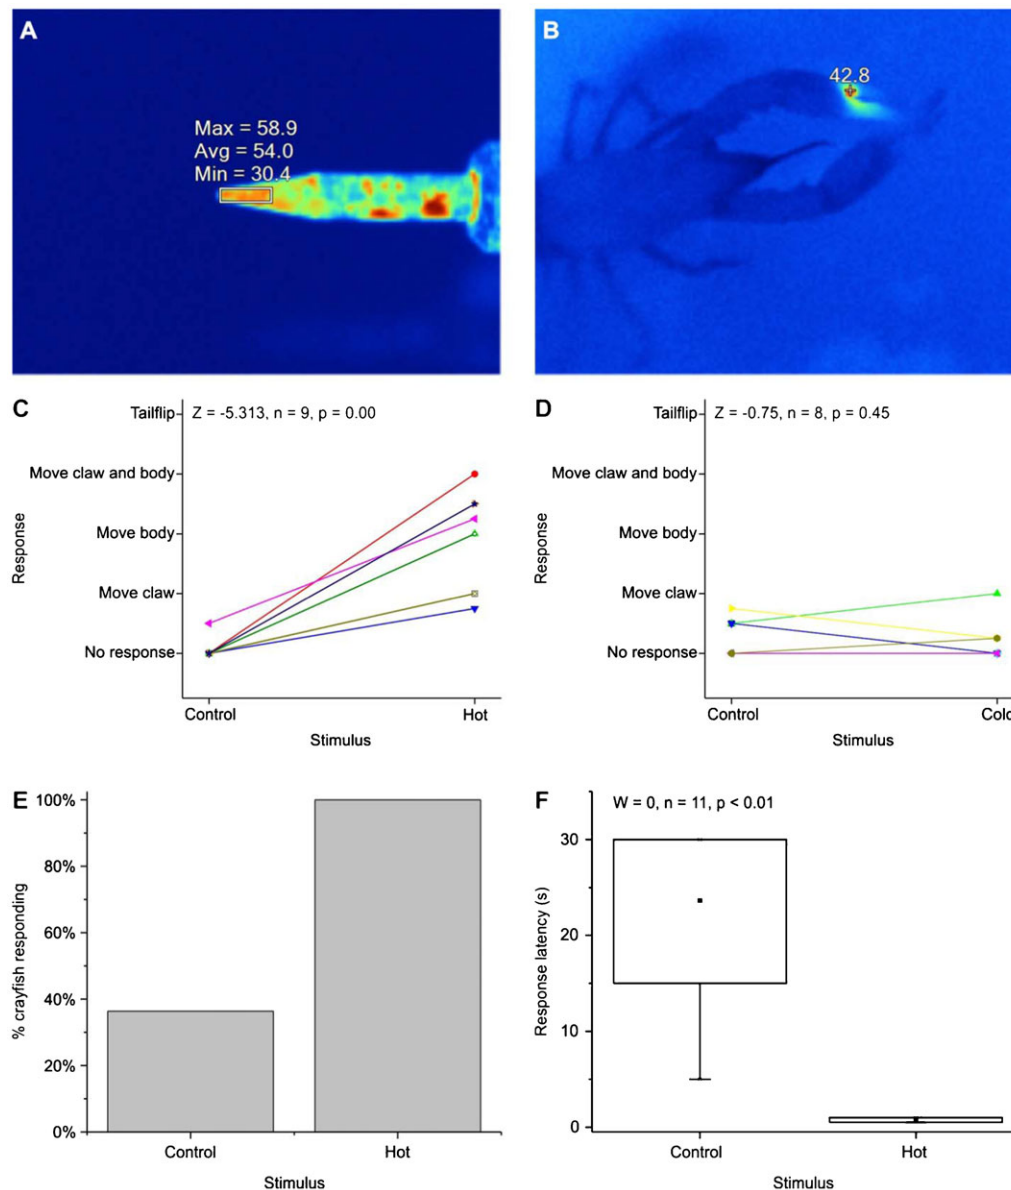 A
Max = 58.9
Avg = 54.0
Min = 30.4
B
42.8
C
Z = -5.313, n = 9, p = 0.00
Tailflip
Move claw and body
Move body
Move claw
No response
Response
Control
Hot
Stimulus
D
Z = -0.75, n = 8, p = 0.45
Tailflip
Move claw and body
Move body
Move claw
No response
Response
Control
Cold
Stimulus
E
100%
80%
60%
40%
20%
0%
% crayfish responding
Control
Hot
Stimulus
F
W = 0, n = 11, p < 0.01
30
20
10
0
Response latency (s)
Control
Hot
Stimulus